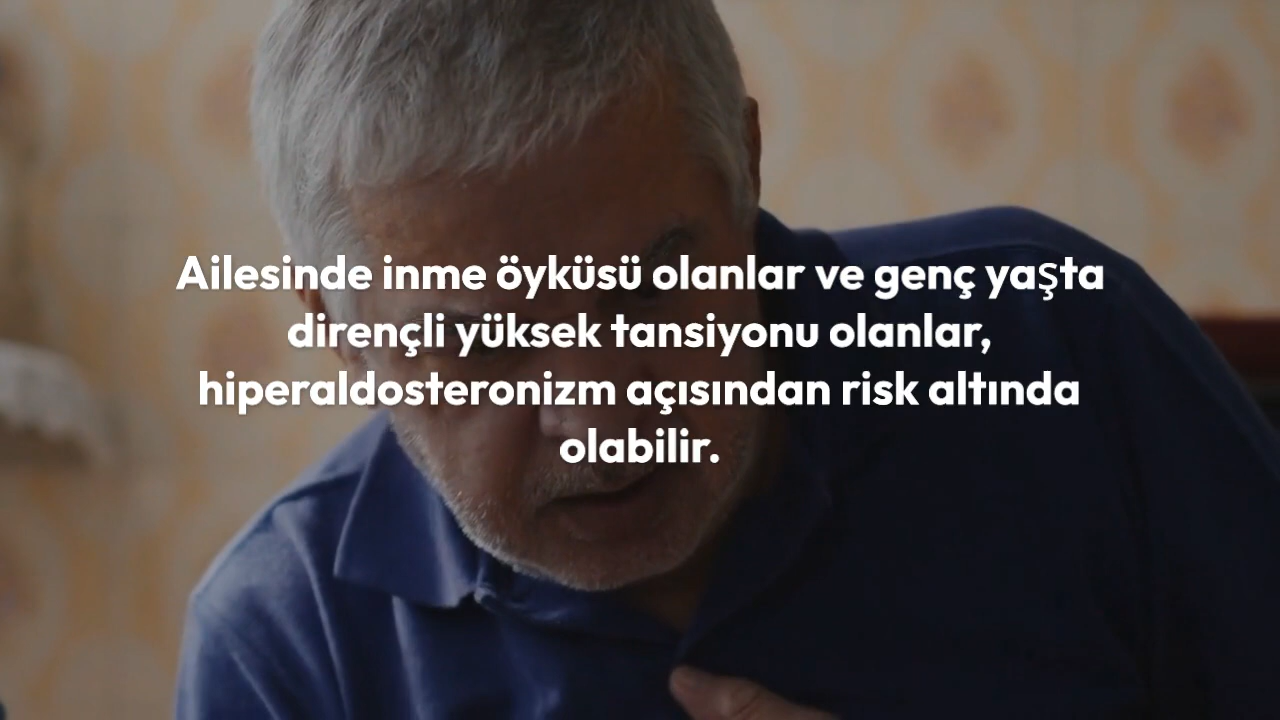 Ailesinde inme öyküsü olanlar ve genç yaşta
dirençli yüksek tansiyonu olanlar,
hiperaldosteronizm açısından risk altında
olabilir.